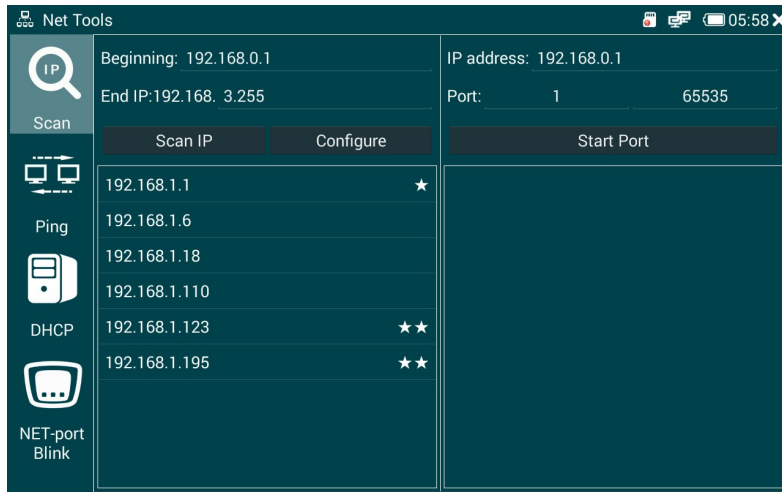 Net Tools 05:58
IP
Scan
Ping
DHCP
NET-port
Blink
Beginning: 192.168.0.1
End IP:192.168. 3.255
Scan IP Configure
192.168.1.1 ★
192.168.1.6
192.168.1.18
192.168.1.110
192.168.1.123 ★★
192.168.1.195 ★★
IP address: 192.168.0.1
Port: 1 65535
Start Port